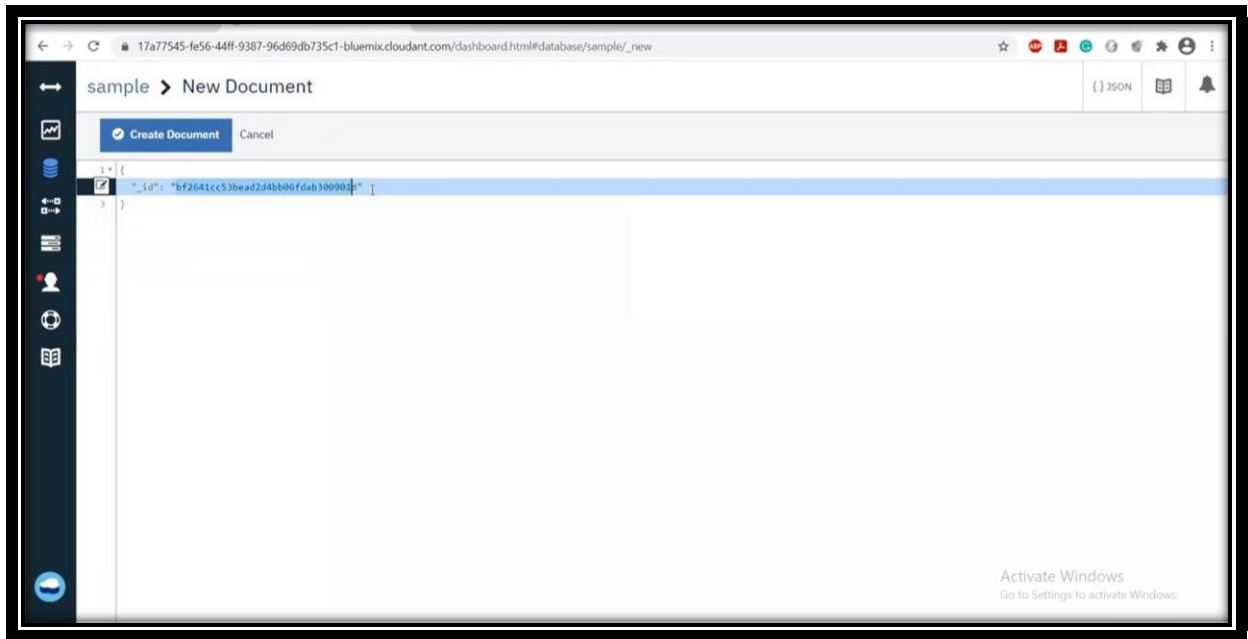 17a77545-fe56-44ff-9387-96d69db735c1-bluemix.cloudant.com/dashboard.html#database/sample/_new
ABP
sample New Document
{ } JSON
Create Document Cancel
1 {
"_id": "bf2641cc53bead2d4bb06fdab300901d"
3 }
Activate Windows
Go to Settings to activate Windows.